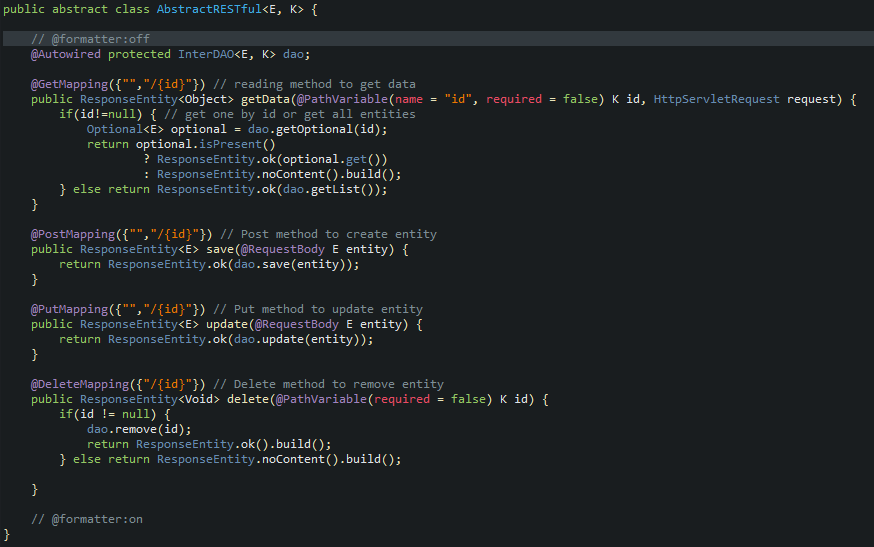 public abstract class AbstractRESTful<E, K> {
// @formatter:off
@Autowired protected InterDAO<E, K> dao;
@GetMapping({"","/{id}"}) // reading method to get data
public ResponseEntity<Object> getData(@PathVariable(name = "id", required = false) K id, HttpServletRequest request) {
if(id!=null) { // get one by id or get all entities
Optional<E> optional = dao.getOptional(id);
return optional.isPresent()
? ResponseEntity.ok(optional.get())
: ResponseEntity.noContent().build();
} else return ResponseEntity.ok(dao.getList());
}
@PostMapping({"","/{id}"}) // Post method to create entity
public ResponseEntity<E> save(@RequestBody E entity) {
return ResponseEntity.ok(dao.save(entity));
}
@PutMapping({"","/{id}"}) // Put method to update entity
public ResponseEntity<E> update(@RequestBody E entity) {
return ResponseEntity.ok(dao.update(entity));
}
@DeleteMapping({"/{id}"}) // Delete method to remove entity
public ResponseEntity<Void> delete(@PathVariable(required = false) K id) {
if(id != null) {
dao.remove(id);
return ResponseEntity.ok().build();
} else return ResponseEntity.noContent().build();
}
// @formatter:on
}